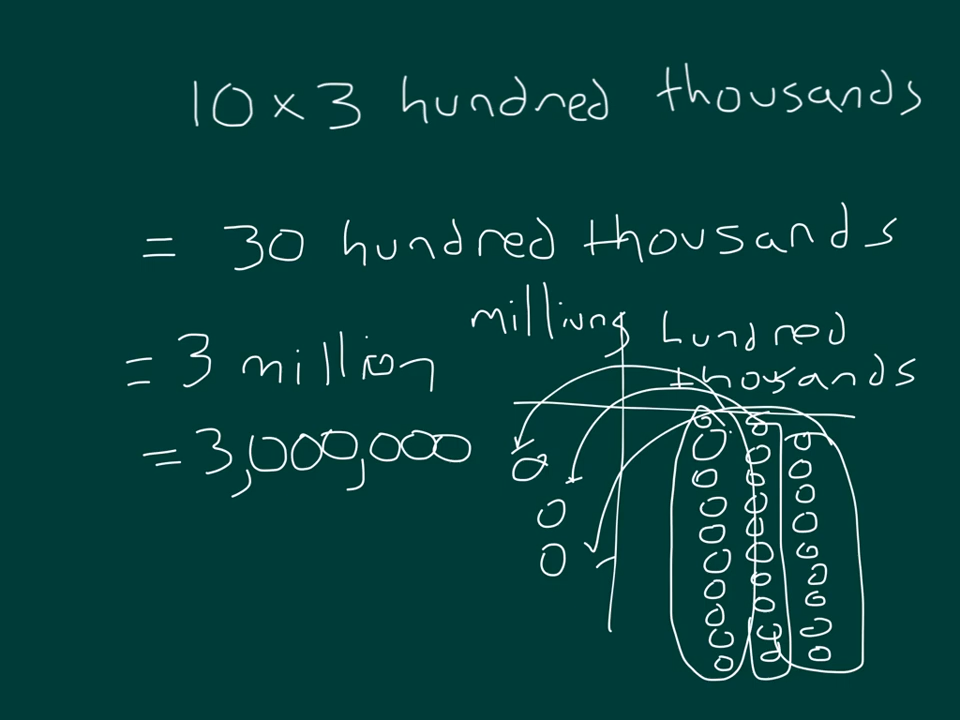 10 × 3 hundred thousands
= 30 hundred thousands
= 3 million
= 3,000,000
millions
hundred
thousands